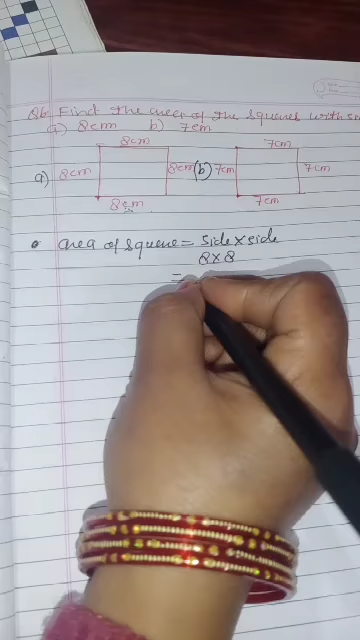 Q6 Find the area of the squares with
a) 8cm b) 7cm
8cm 7cm
a) 8cm 8cm (b) 7cm 7cm
8cm 7cm
• area of square = side × side
8 × 8
=